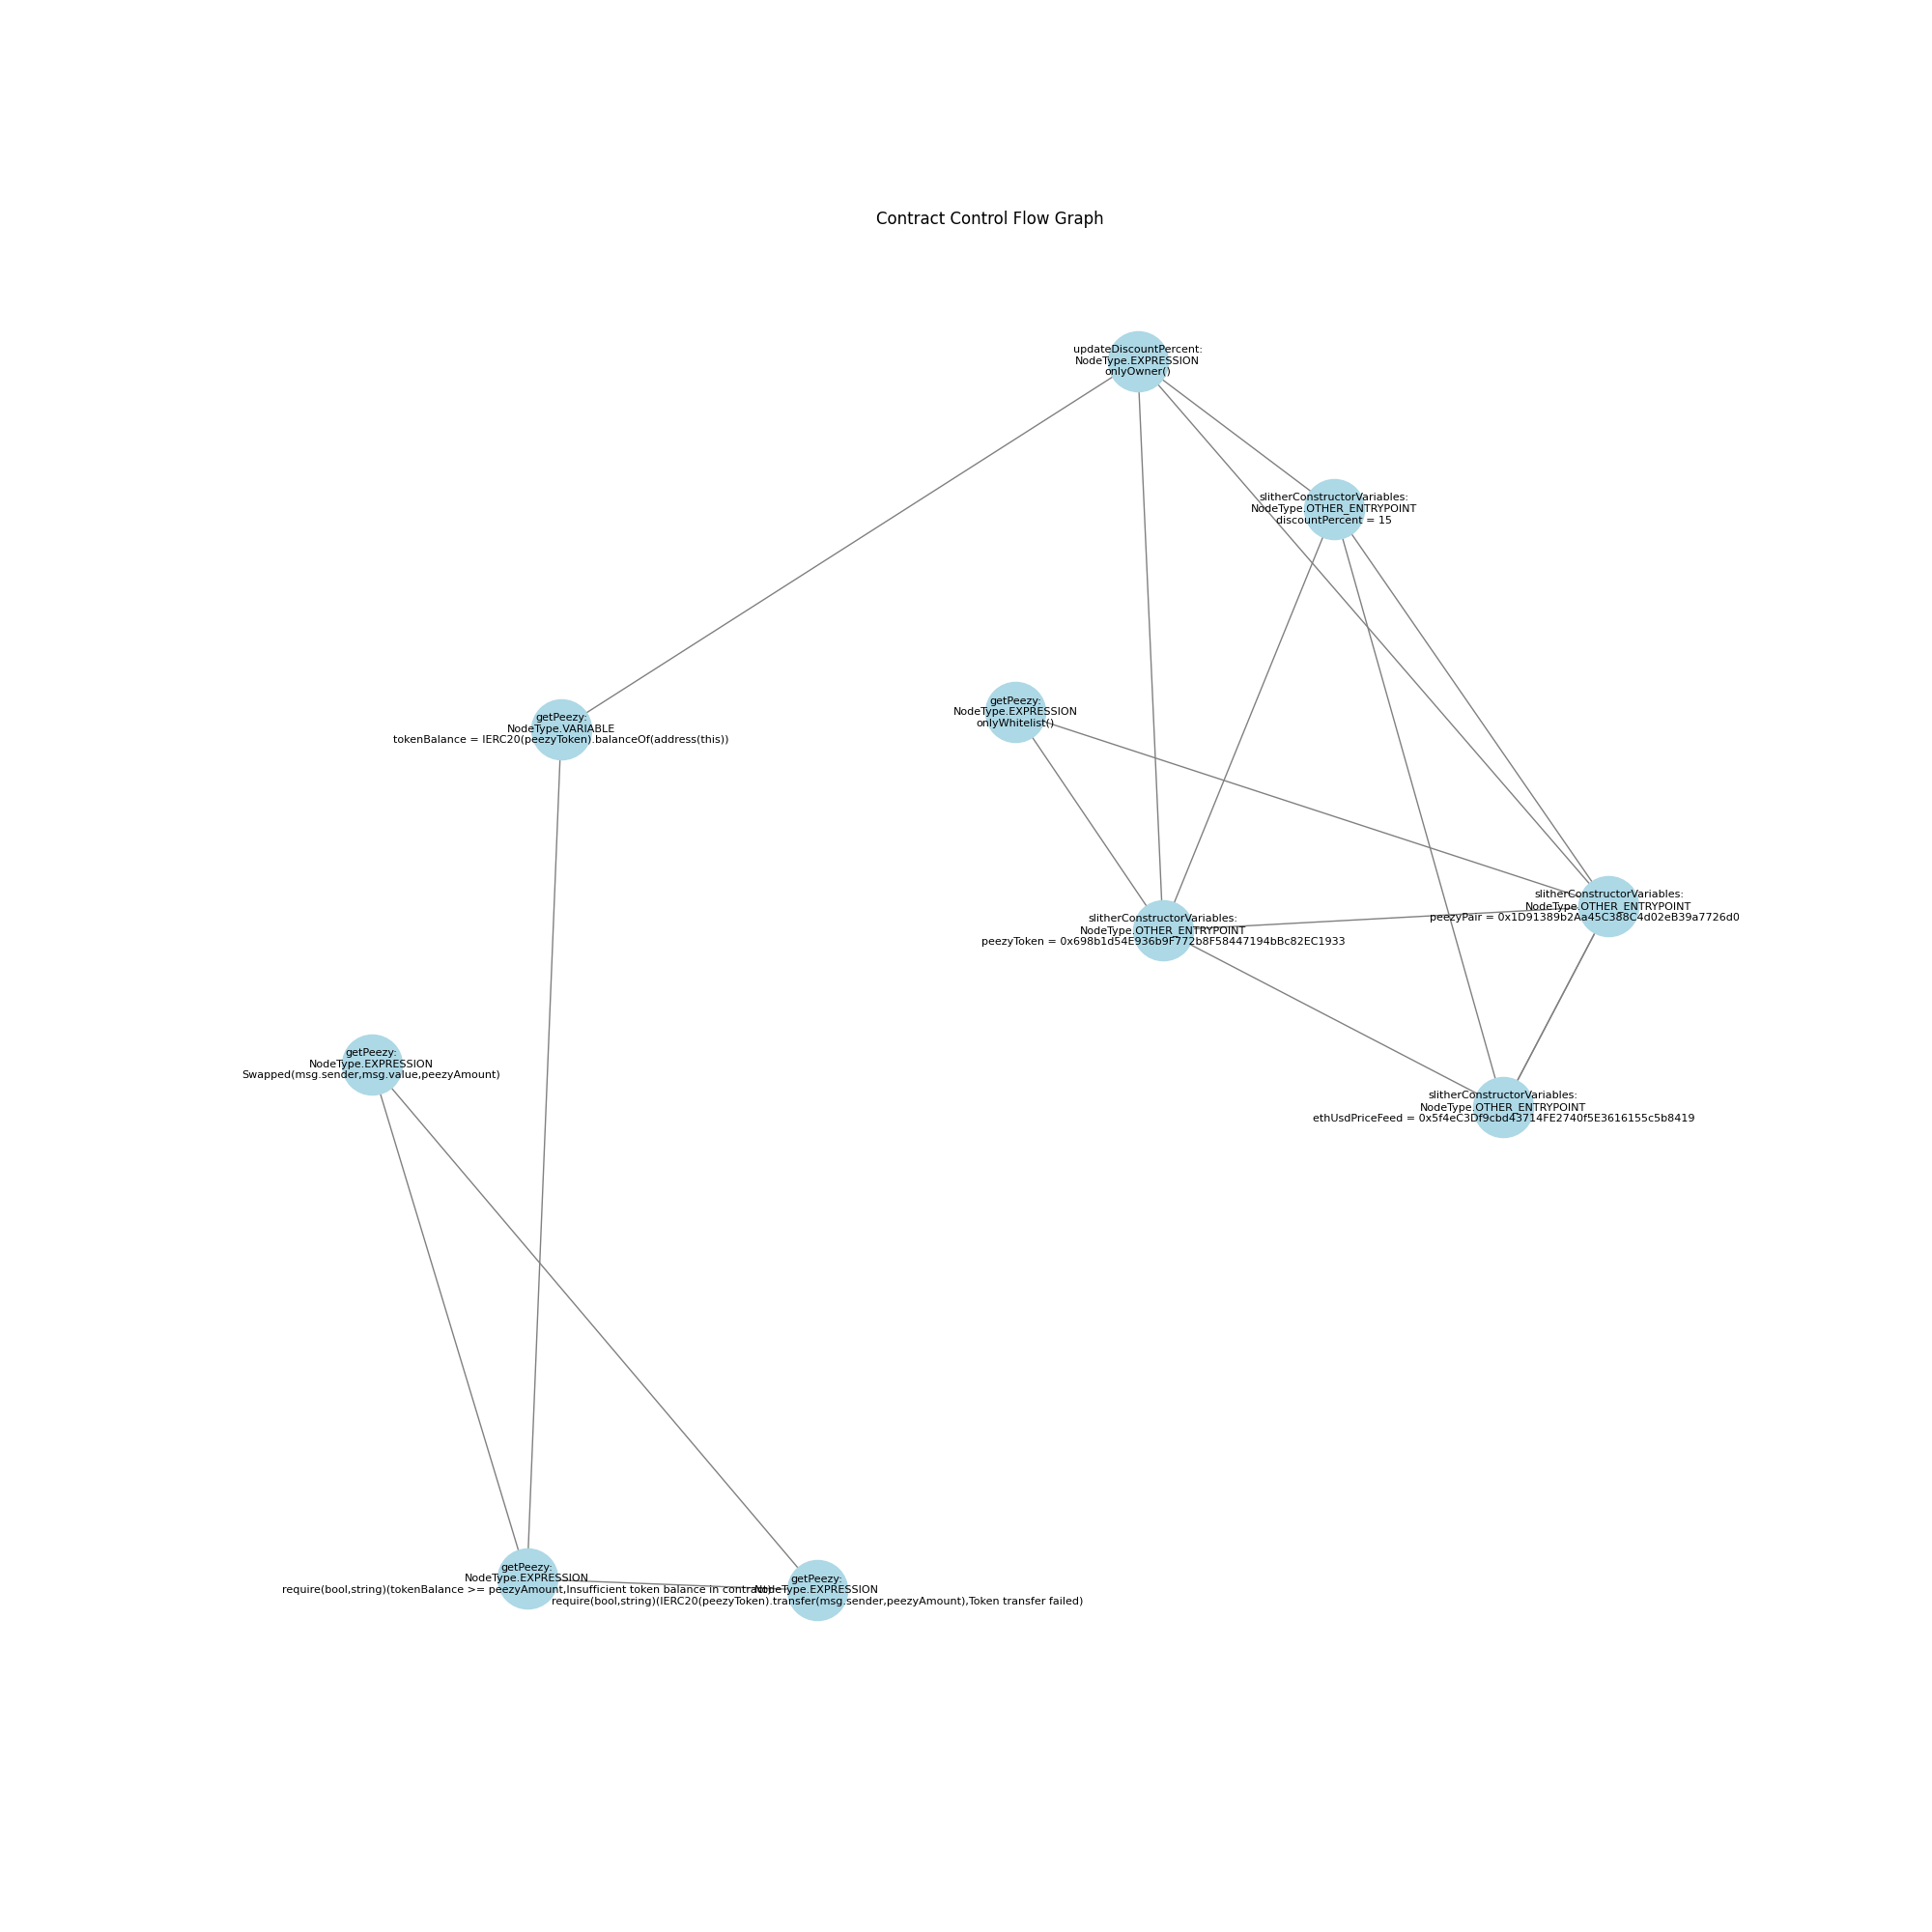 Contract Control Flow Graph
updateDiscountPercent:
NodeType.EXPRESSION
onlyOwner()
slitherConstructorVariables:
NodeType.OTHER_ENTRYPOINT
discountPercent = 15
getPeezy:
NodeType.EXPRESSION
onlyWhitelist()
getPeezy:
NodeType.VARIABLE
tokenBalance = IERC20(peezyToken).balanceOf(address(this))
slitherConstructorVariables:
NodeType.OTHER_ENTRYPOINT
peezyPair = 0x1D91389b2Aa45C388C4d02eB39a7726d0
slitherConstructorVariables:
NodeType.OTHER_ENTRYPOINT
peezyToken = 0x698b1d54E936b9F772b8F58447194bBc82EC1933
getPeezy:
NodeType.EXPRESSION
Swapped(msg.sender,msg.value,peezyAmount)
slitherConstructorVariables:
NodeType.OTHER_ENTRYPOINT
ethUsdPriceFeed = 0x5f4eC3Df9cbd43714FE2740f5E3616155c5b8419
getPeezy:
NodeType.EXPRESSION
require(bool,string)(tokenBalance >= peezyAmount,Insufficient token balance in contract)
getPeezy:
NodeType.EXPRESSION
require(bool,string)(IERC20(peezyToken).transfer(msg.sender,peezyAmount),Token transfer failed)